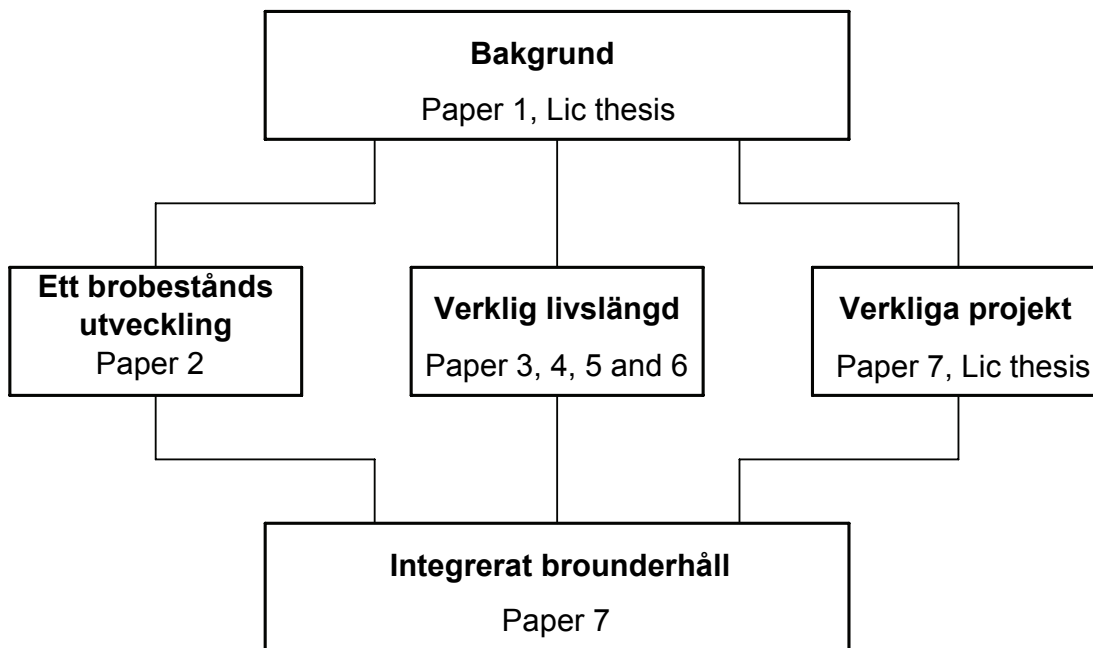 Bakgrund
Paper 1, Lic thesis
Ett brobestånds
utveckling
Paper 2
Verklig livslängd
Paper 3, 4, 5 and 6
Verkliga projekt
Paper 7, Lic thesis
Integrerat brounderhåll
Paper 7